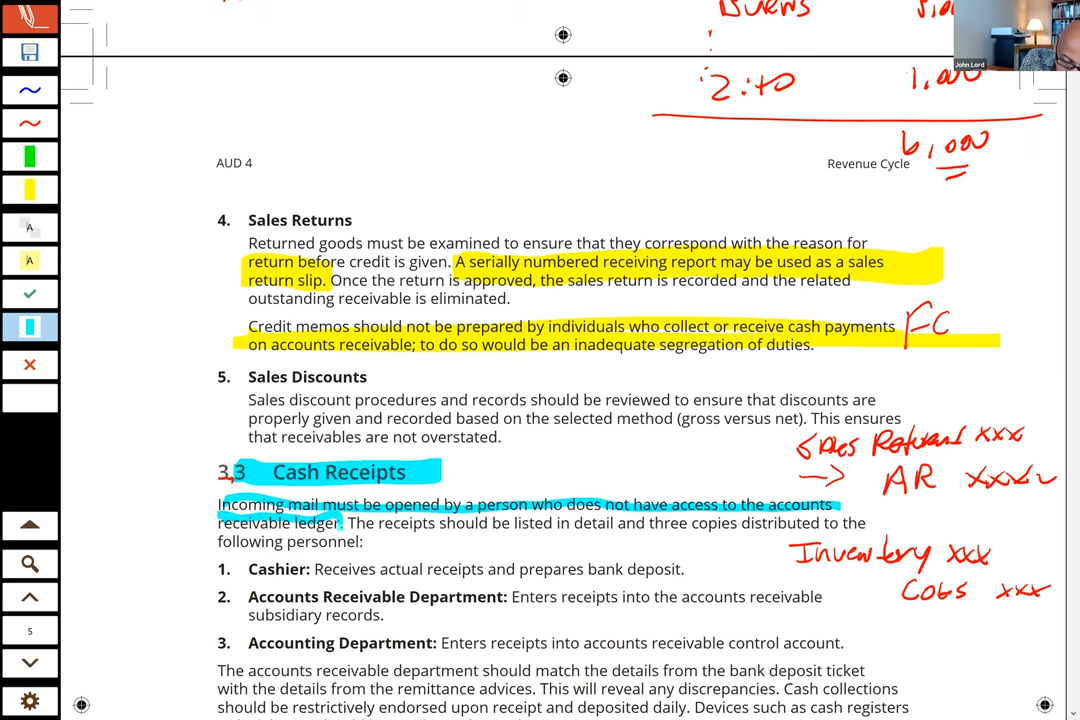 Burns
John Lord
1,000
6,000
AUD 4
Revenue Cycle
4. Sales Returns
Returned goods must be examined to ensure that they correspond with the reason for
return before credit is given. A serially numbered receiving report may be used as a sales
return slip. Once the return is approved, the sales return is recorded and the related
outstanding receivable is eliminated.
Credit memos should not be prepared by individuals who collect or receive cash payments
on accounts receivable; to do so would be an inadequate segregation of duties.
5. Sales Discounts
Sales discount procedures and records should be reviewed to ensure that discounts are
properly given and recorded based on the selected method (gross versus net). This ensures
that receivables are not overstated.
Sales Returns xxx
AR xxxx
3,3 Cash Receipts
Incoming mail must be opened by a person who does not have access to the accounts
receivable ledger. The receipts should be listed in detail and three copies distributed to the
following personnel:
Inventory xxx
COGS xxx
1. Cashier: Receives actual receipts and prepares bank deposit.
2. Accounts Receivable Department: Enters receipts into the accounts receivable
subsidiary records.
3. Accounting Department: Enters receipts into accounts receivable control account.
The accounts receivable department should match the details from the bank deposit ticket
with the details from the remittance advices. This will reveal any discrepancies. Cash collections
should be restrictively endorsed upon receipt and deposited daily. Devices such as cash registers
A
A
5